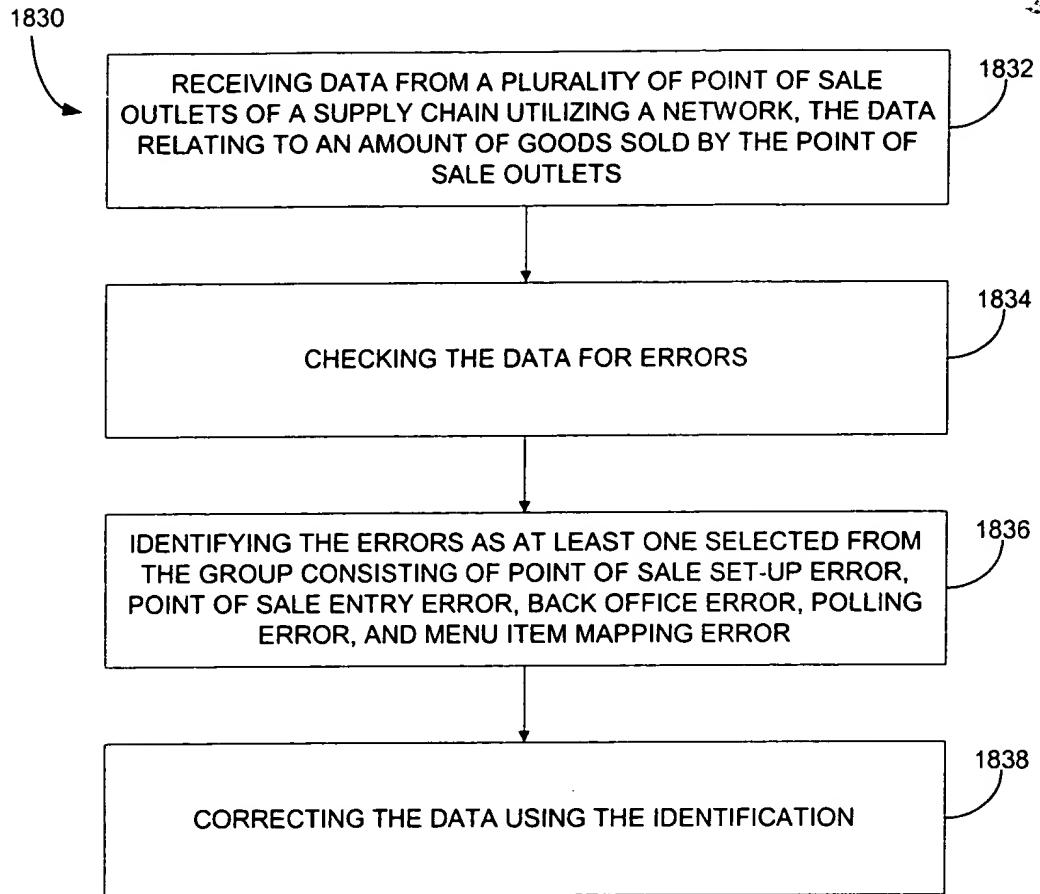 1830
RECEIVING DATA FROM A PLURALITY OF POINT OF SALE
OUTLETS OF A SUPPLY CHAIN UTILIZING A NETWORK, THE DATA
RELATING TO AN AMOUNT OF GOODS SOLD BY THE POINT OF
SALE OUTLETS
1832
CHECKING THE DATA FOR ERRORS
1834
IDENTIFYING THE ERRORS AS AT LEAST ONE SELECTED FROM
THE GROUP CONSISTING OF POINT OF SALE SET-UP ERROR,
POINT OF SALE ENTRY ERROR, BACK OFFICE ERROR, POLLING
ERROR, AND MENU ITEM MAPPING ERROR
1836
CORRECTING THE DATA USING THE IDENTIFICATION
1838